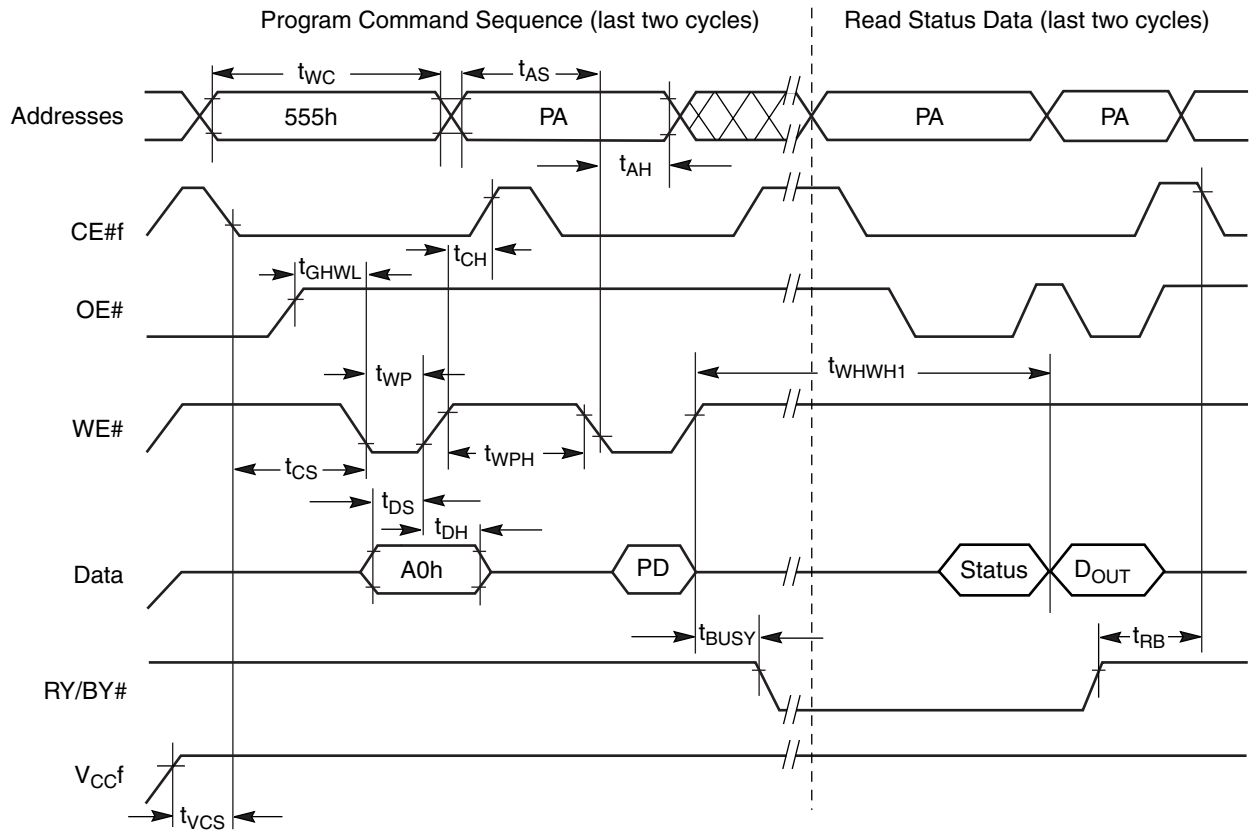 Program Command Sequence (last two cycles)
Read Status Data (last two cycles)
tWC
tAS
Addresses
555h
PA
PA
PA
tAH
CE#f
tCH
tGHWL
OE#
tWP
tWHWH1
WE#
tWPH
tCS
tDS
tDH
Data
A0h
PD
Status
DOUT
tBUSY
tRB
RY/BY#
VCCf
tVCS